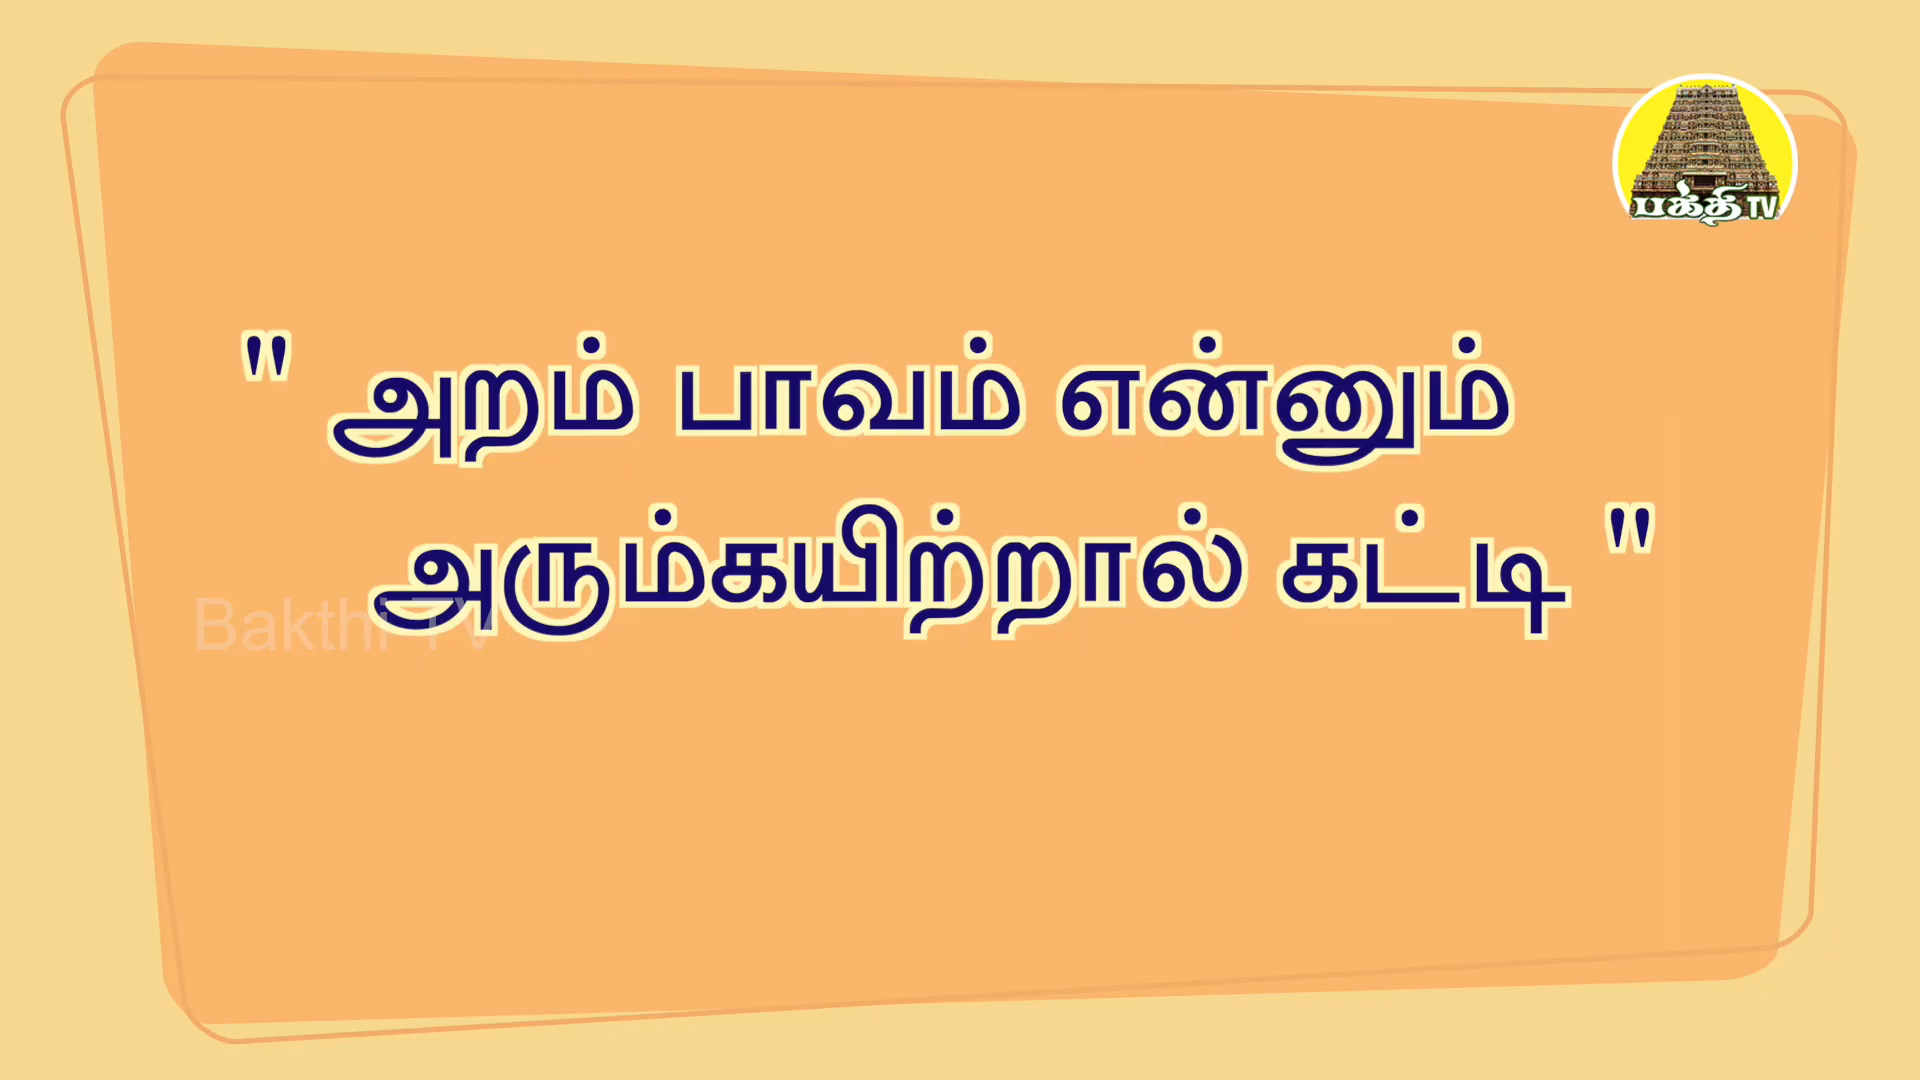 பக்தி TV
" அறம் பாவம் என்னும்
அரும்கயிற்றால் கட்டி "
Bakthi TV